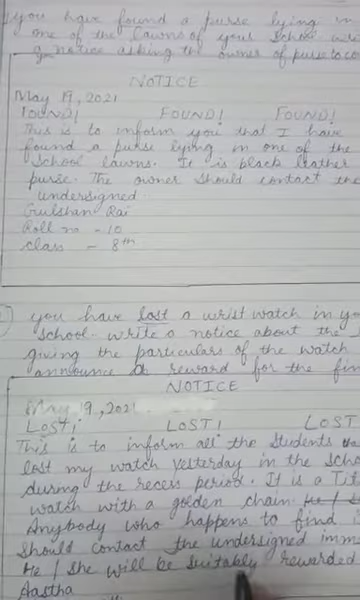 you have found a purse lying in
one of the lawns of your school
a notice asking the owner of purse to co
NOTICE
May 19, 2021
FOUND! FOUND! FOUND!
This is to inform you that I have
found a purse lying in one of the
school lawns. It is black leather
purse. The owner should contact the
undersigned.
Gulshan Rai
Roll no - 10
class - 8th
you have lost a wrist watch in yo
school. write a notice about the
giving the particulars of the watch
announce a reward for the fin
NOTICE
May 19, 2021
LOST! LOST! LOST
This is to inform all the students tha
lost my watch yesterday in the scho
during the recess period. It is a Tit
watch with a golden chain.
Anybody who happens to find
should contact the undersigned imm
He / She will be suitably rewarded
Aastha